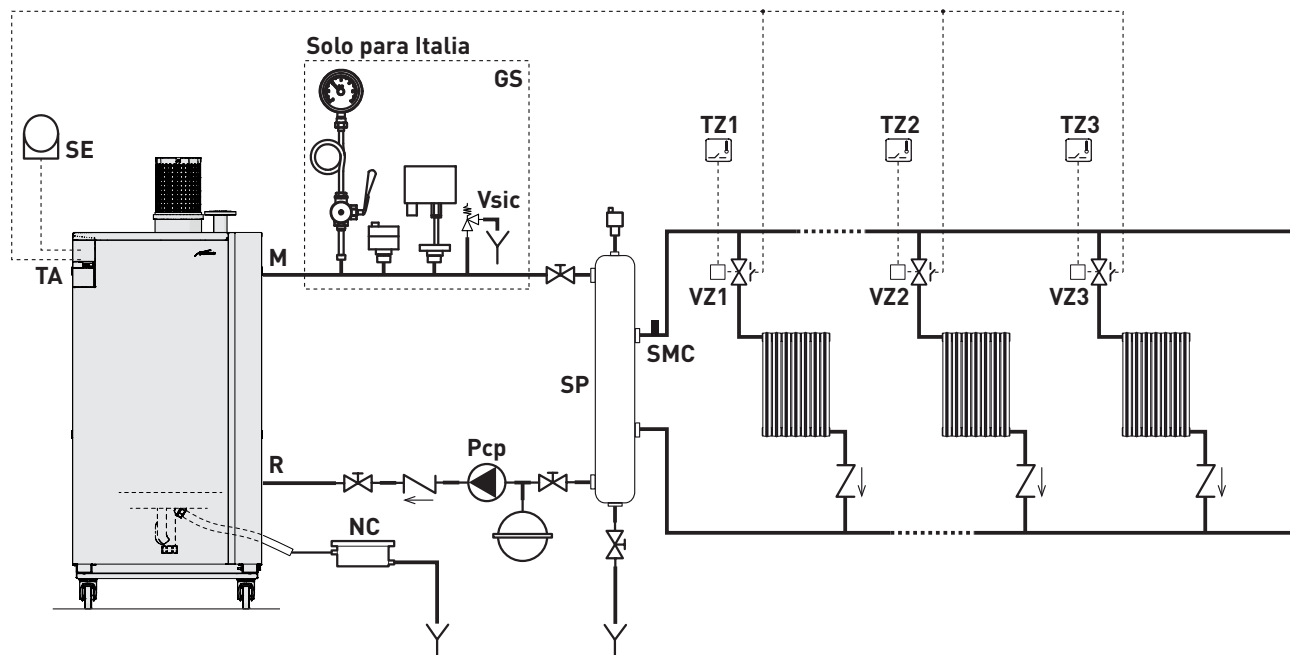 Solo para Italia
GS
SE
TZ1
TZ2
TZ3
Vsic
TA
M
VZ1
VZ2
VZ3
SMC
SP
Pcp
R
NC